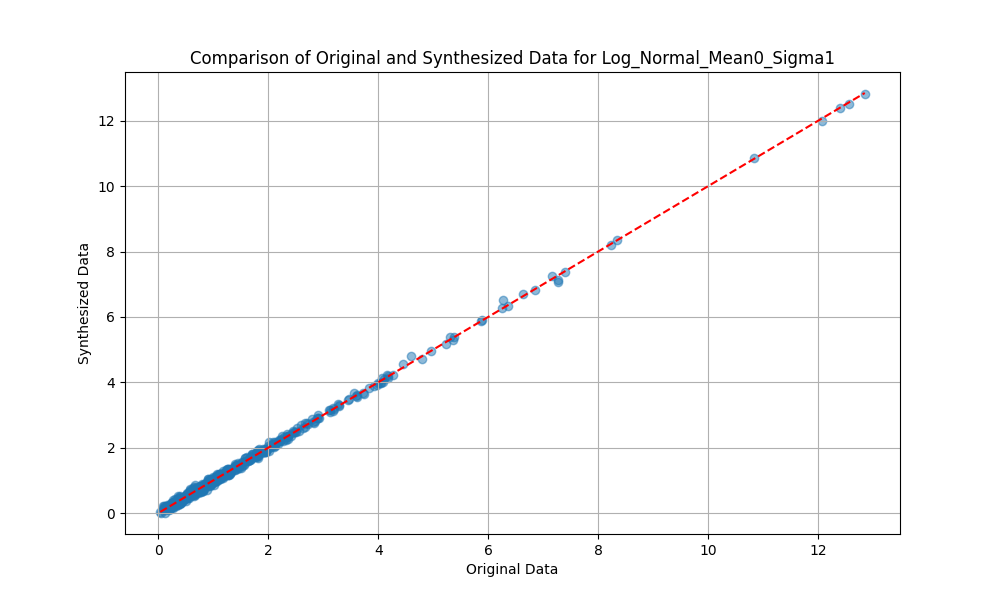 Comparison of Original and Synthesized Data for Log_Normal_Mean0_Sigma1
12
10
8
6
4
2
0
Synthesized Data
0 2 4 6 8 10 12
Original Data